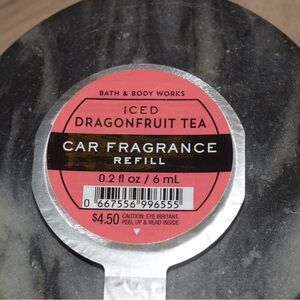 BATH & BODY WORKS
ICED
DRAGONFRUIT TEA
CAR FRAGRANCE
REFILL
0.2 fl oz / 6 mL
0 667556 996555
$4.50 CAUTION: EYE IRRITANT.
PEEL UP & READ INSIDE